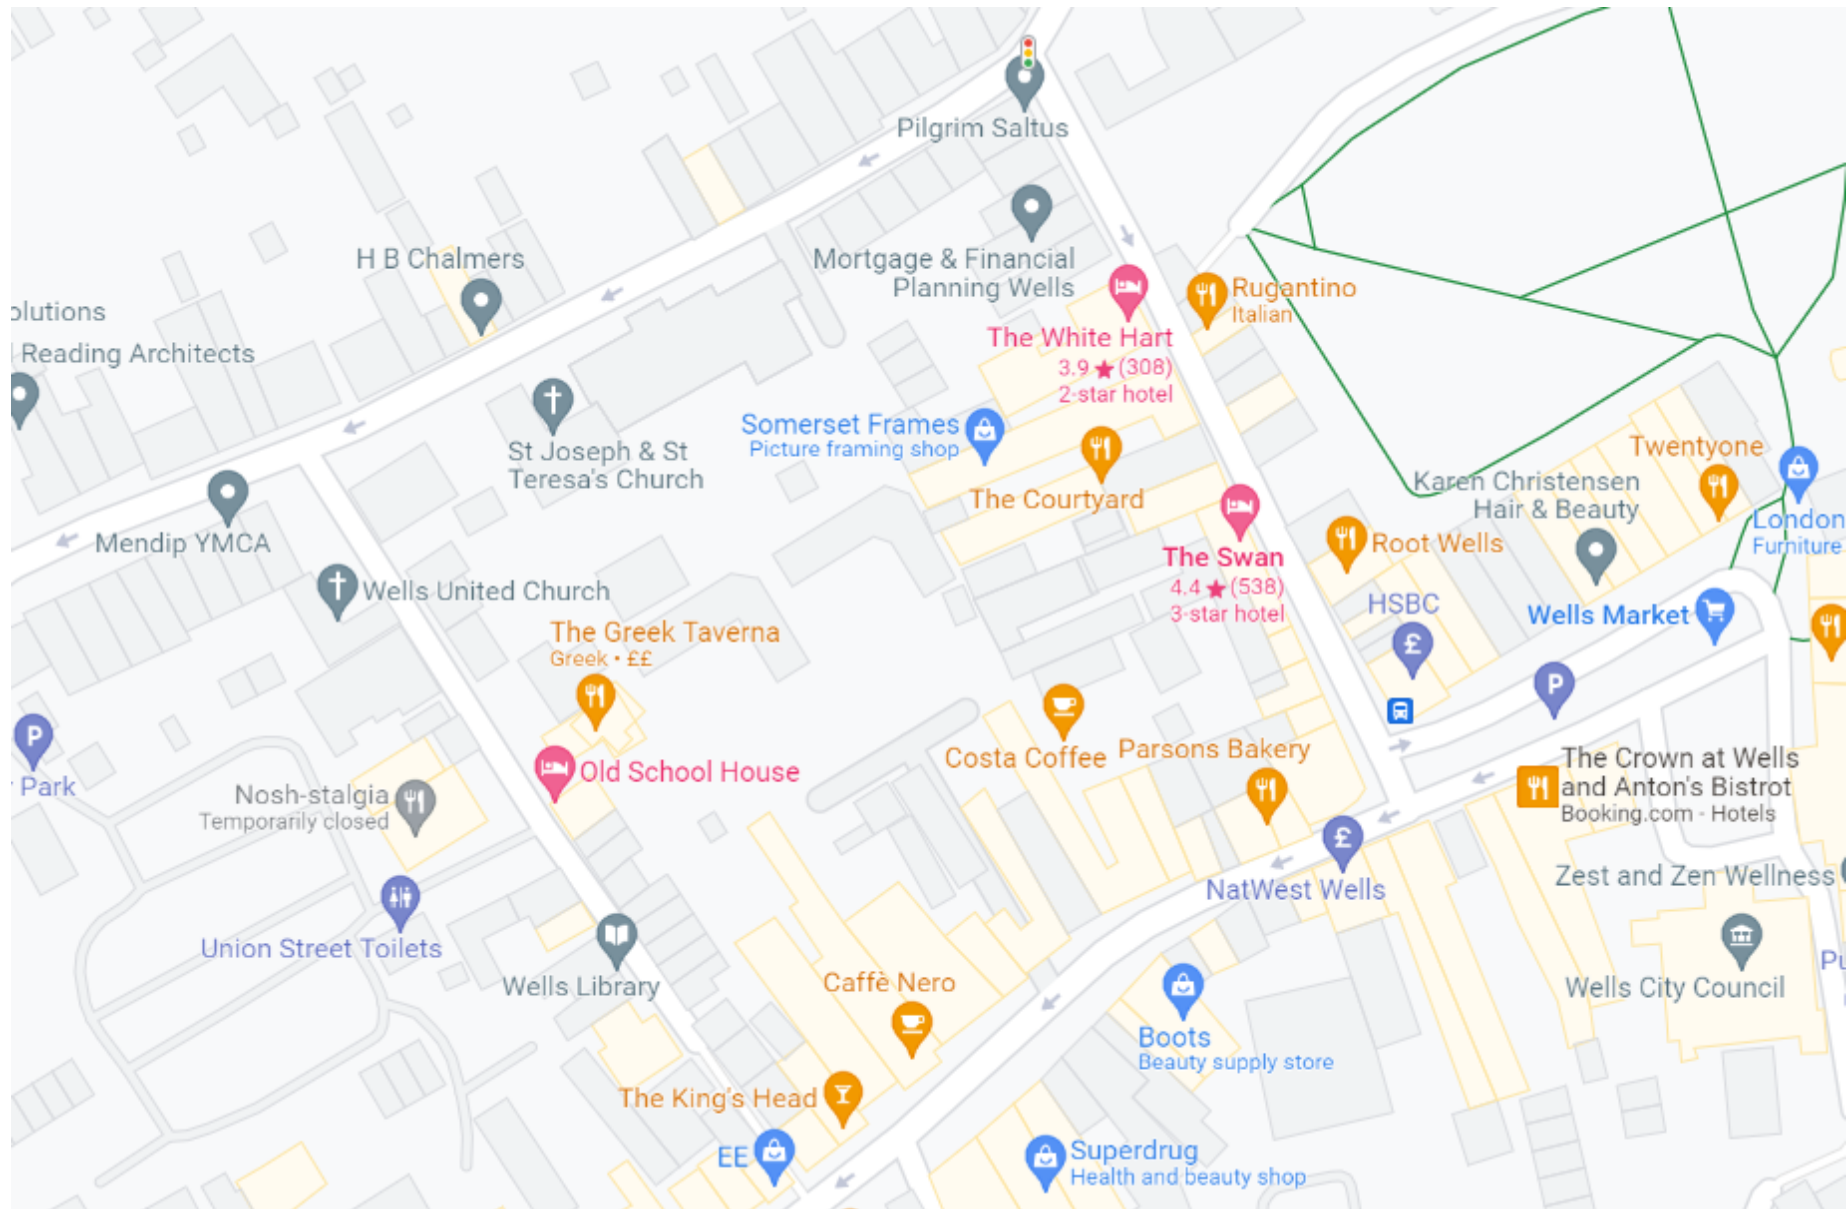 Pilgrim Saltus
H B Chalmers
Mortgage & Financial
Planning Wells
Rugantino
Italian
olutions
Reading Architects
The White Hart
3.9 ★ (308)
2-star hotel
Somerset Frames
Picture framing shop
St Joseph & St
Teresa's Church
The Courtyard
Twentyone
Karen Christensen
Hair & Beauty
London
Furniture
Mendip YMCA
Root Wells
The Swan
4.4 ★ (538)
3-star hotel
Wells United Church
HSBC
£
Wells Market
The Greek Taverna
Greek • ££
P
P
Park
Old School House
Costa Coffee
Parsons Bakery
The Crown at Wells
and Anton's Bistrot
Booking.com - Hotels
Nosh-stalgia
Temporarily closed
£
NatWest Wells
Zest and Zen Wellness
Union Street Toilets
Wells Library
Caffè Nero
Wells City Council
Pu
Boots
Beauty supply store
The King's Head
EE
Superdrug
Health and beauty shop